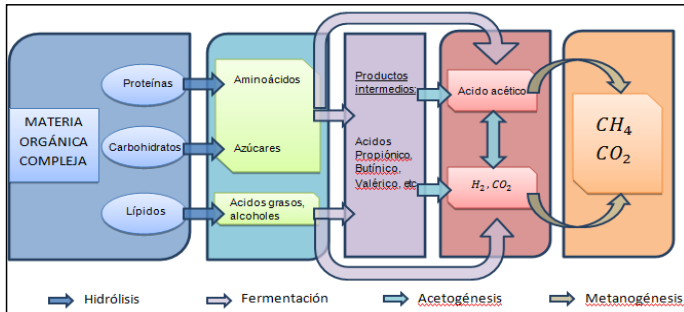 MATERIA
ORGÁNICA
COMPLEJA
Proteínas
Carbohidratos
Lípidos
Aminoácidos
Azúcares
Acidos grasos,
alcoholes
Productos
intermedios:
Acidos
Propiónico,
Butínico,
Valérico, etc
Acido acético
H₂, CO₂
CH₄
CO₂
Hidrólisis
Fermentación
Acetogénesis
Metanogénesis